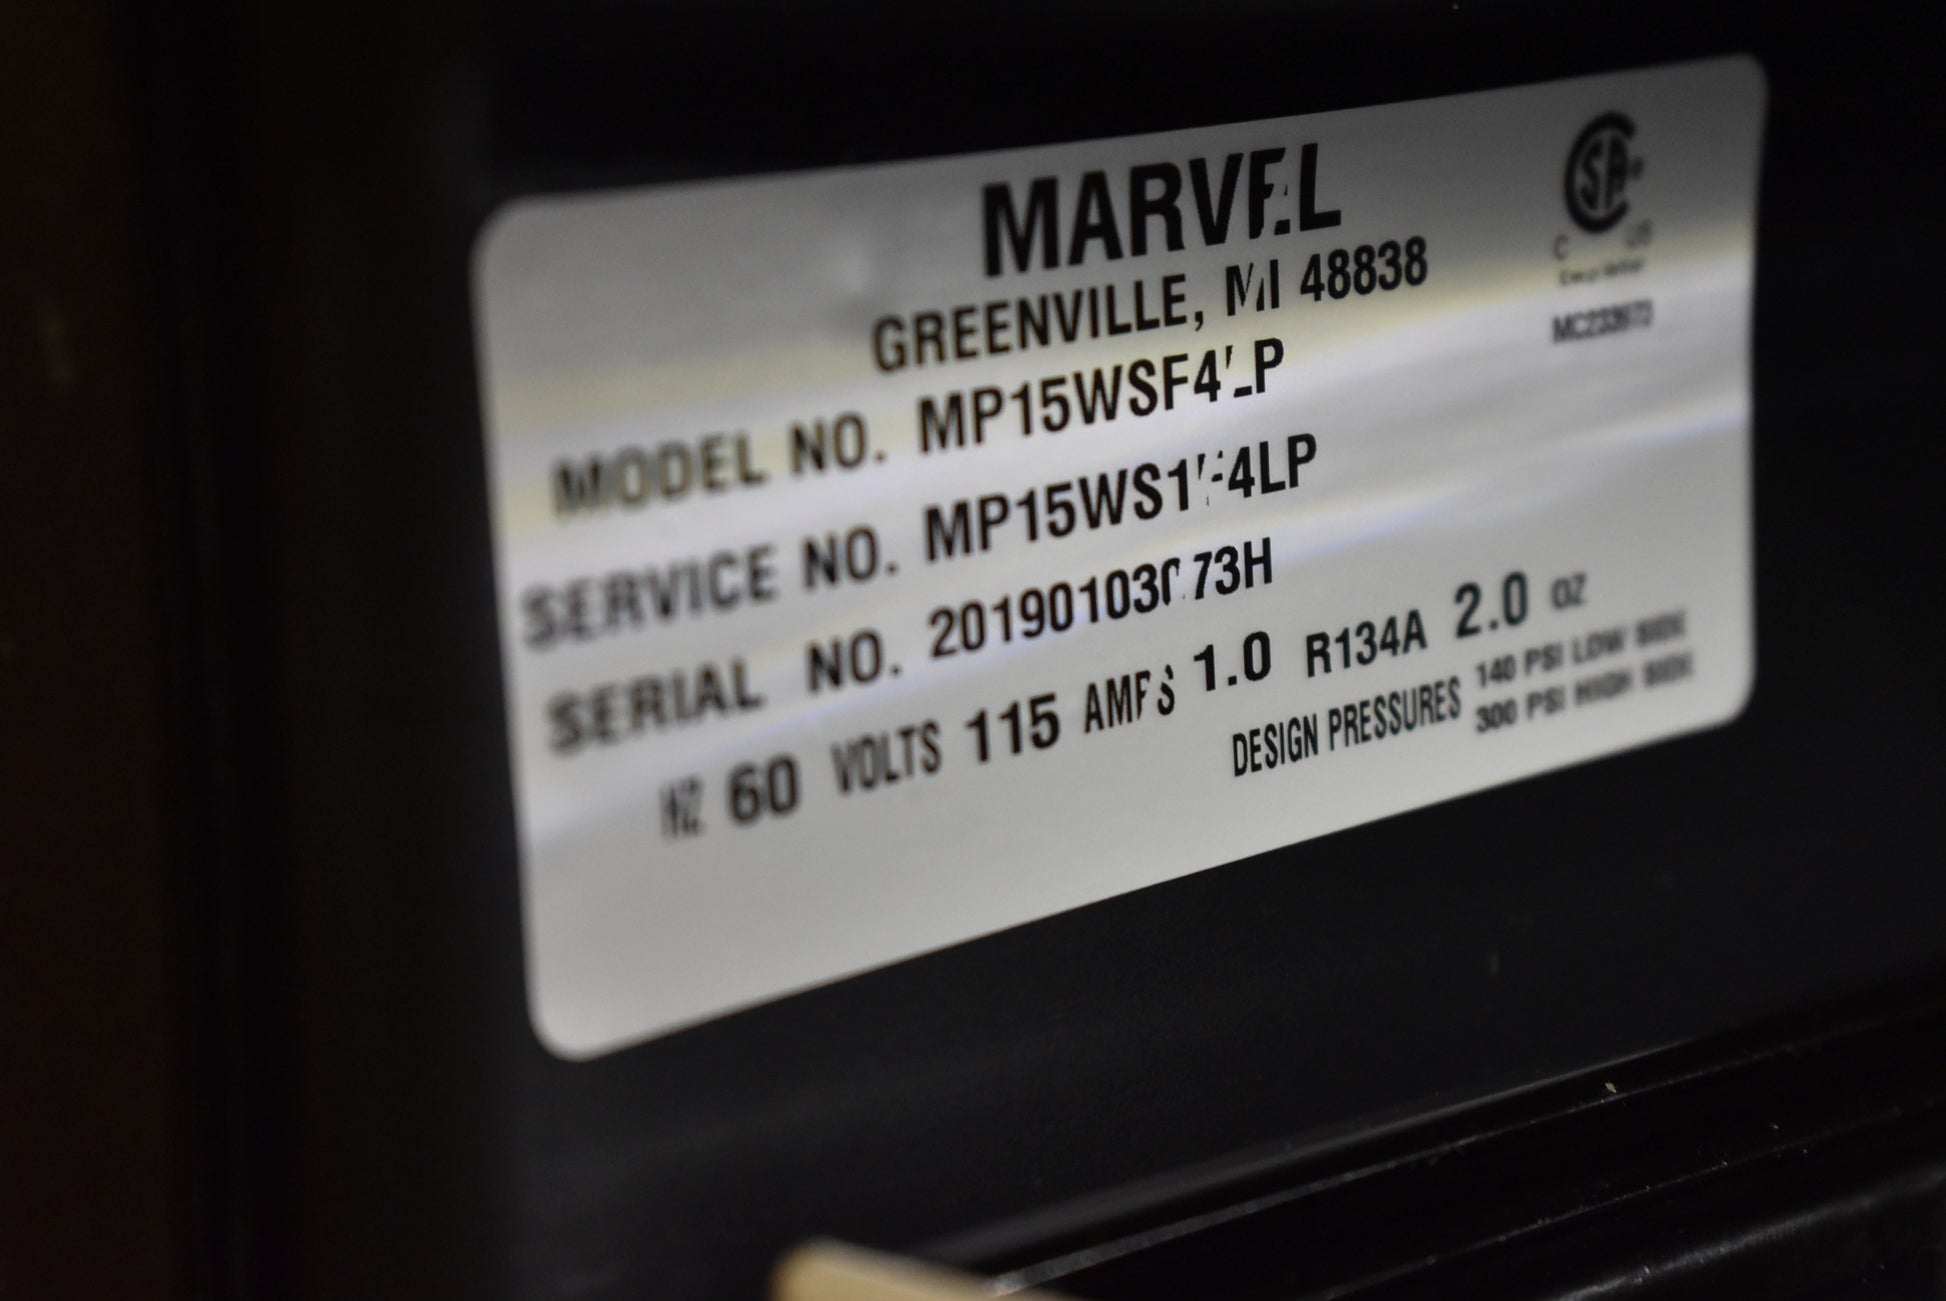 MARVEL
GREENVILLE, MI 48838
MODEL NO. MP15WSF4LP
SERVICE NO.
SERIAL NO.
HZ 60 VOLTS 115 AMPS 1.0 R134A 2.0 oz
DESIGN PRESSURES 140 PSI LOW SIDE
300 PSI HIGH SIDE
C US